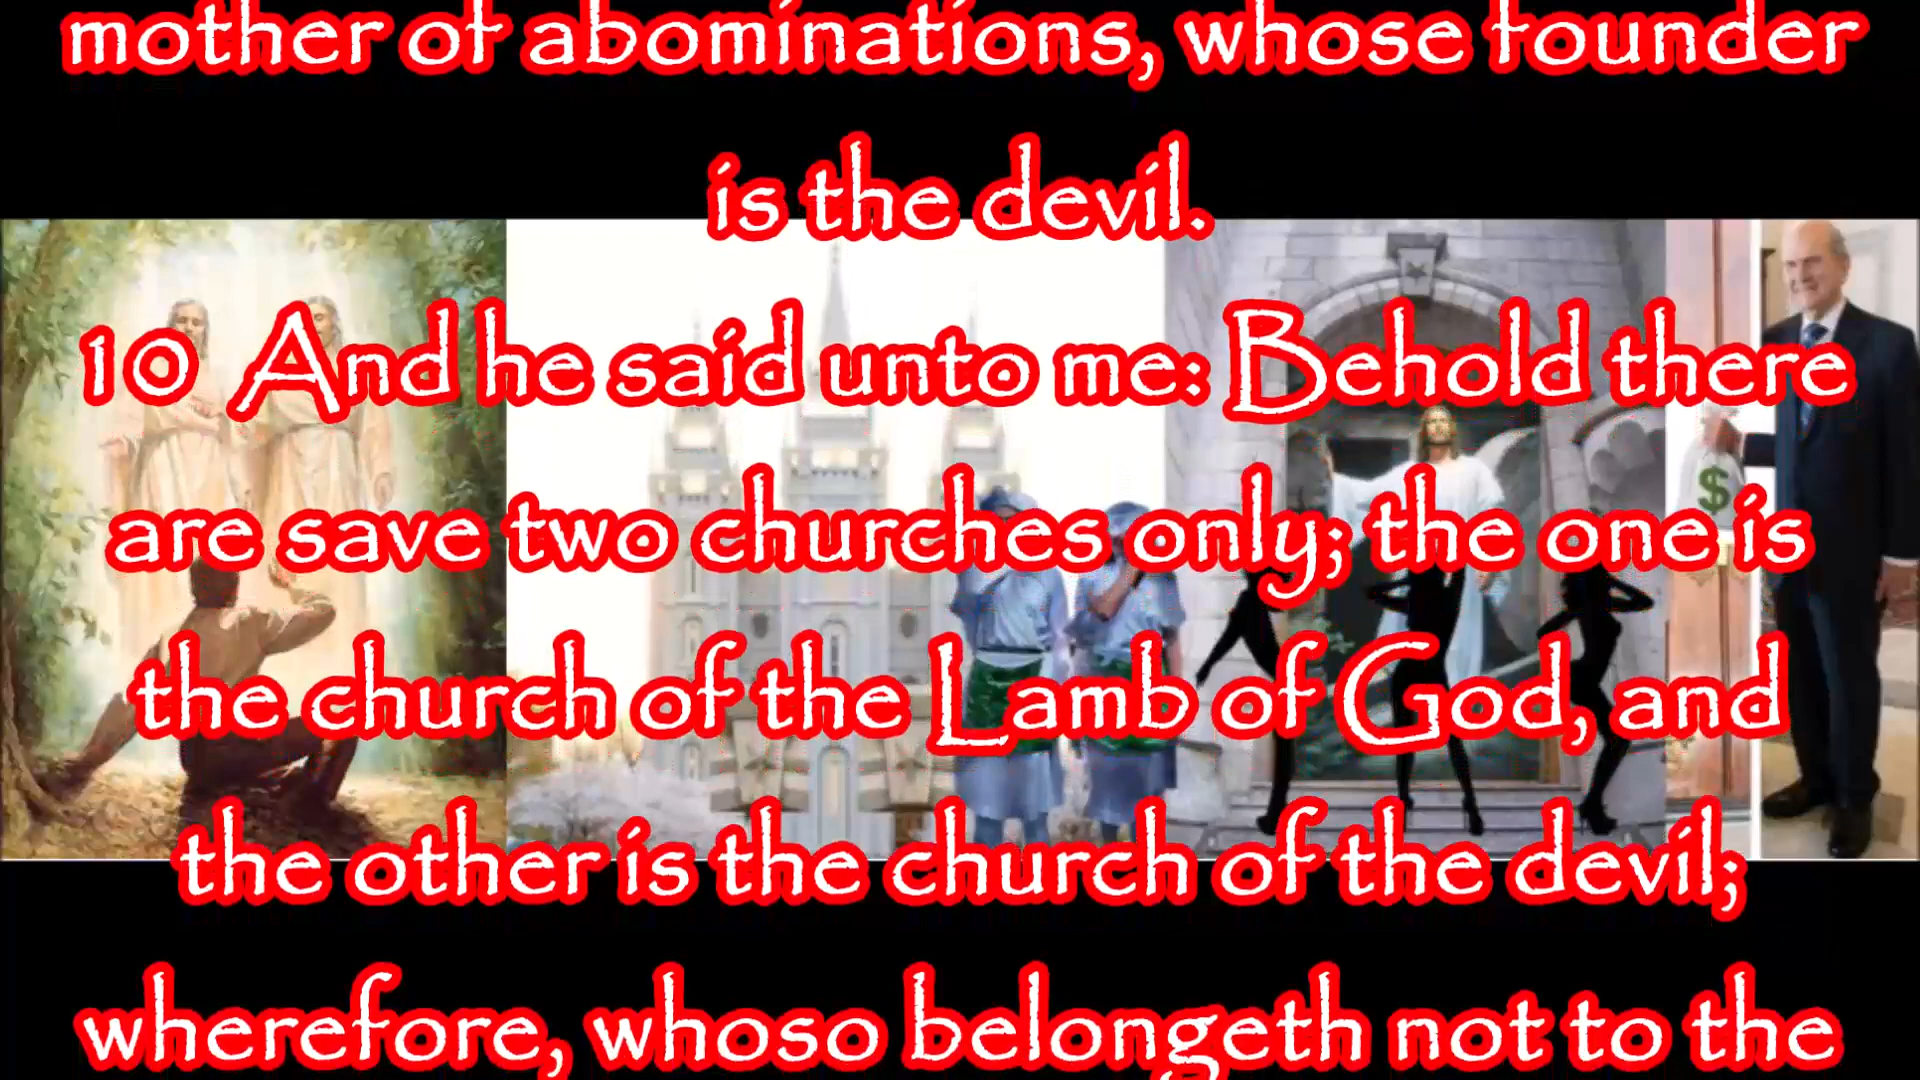 mother of abominations, whose founder
is the devil.
10 And he said unto me: Behold there
are save two churches only; the one is
the church of the Lamb of God, and
the other is the church of the devil;
wherefore, whoso belongeth not to the
$